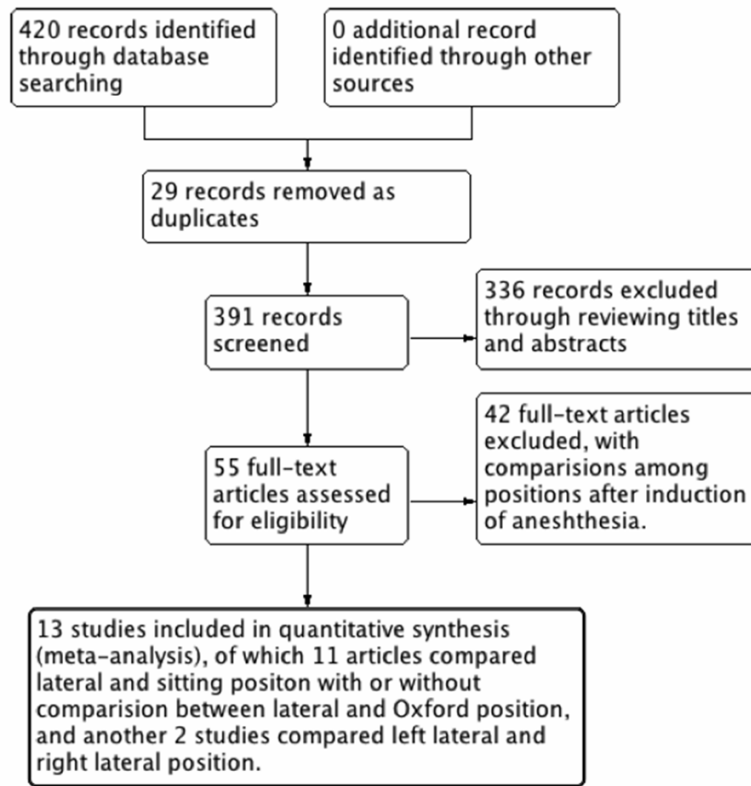 420 records identified
through database
searching
0 additional record
identified through other
sources
29 records removed as
duplicates
391 records
screened
336 records excluded
through reviewing titles
and abstracts
55 full-text
articles assessed
for eligibility
42 full-text articles
excluded, with
comparisions among
positions after induction
of aneshthesia.
13 studies included in quantitative synthesis
(meta-analysis), of which 11 articles compared
lateral and sitting positon with or without
comparision between lateral and Oxford position,
and another 2 studies compared left lateral and
right lateral position.